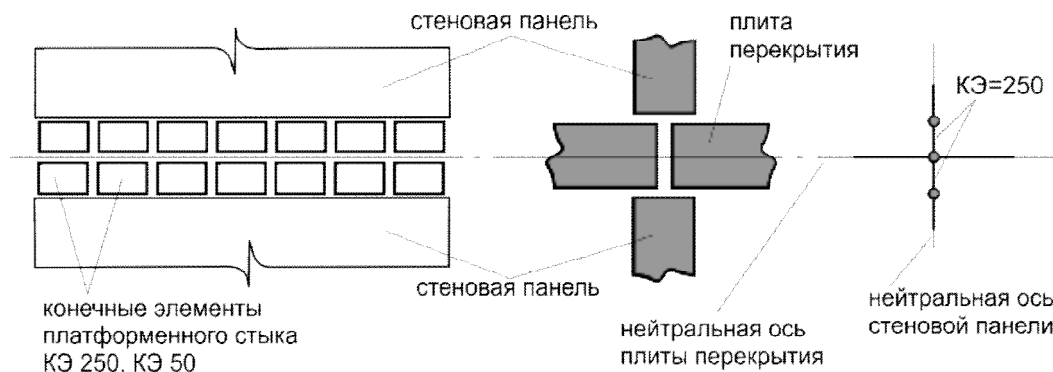 стеновая панель
плита
перекрытия
КЭ=250
стеновая панель
конечные элементы
платформенного стыка
КЭ 250, КЭ 50
нейтральная ось
плиты перекрытия
нейтральная ось
стеновой панели